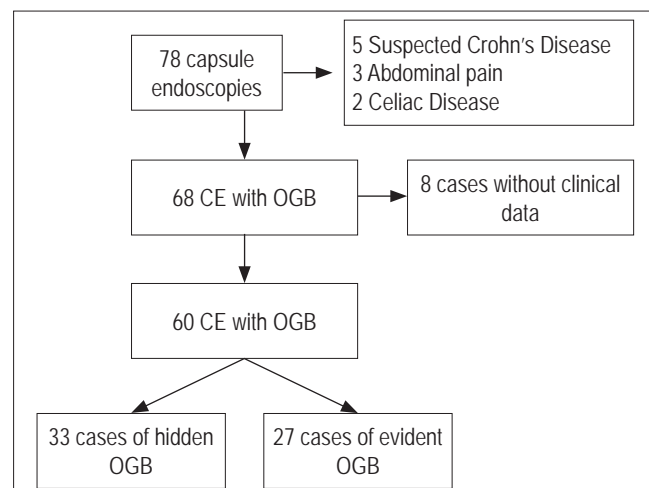 78 capsule
endoscopies
5 Suspected Crohn's Disease
3 Abdominal pain
2 Celiac Disease
68 CE with OGB
8 cases without clinical
data
60 CE with OGB
33 cases of hidden
OGB
27 cases of evident
OGB